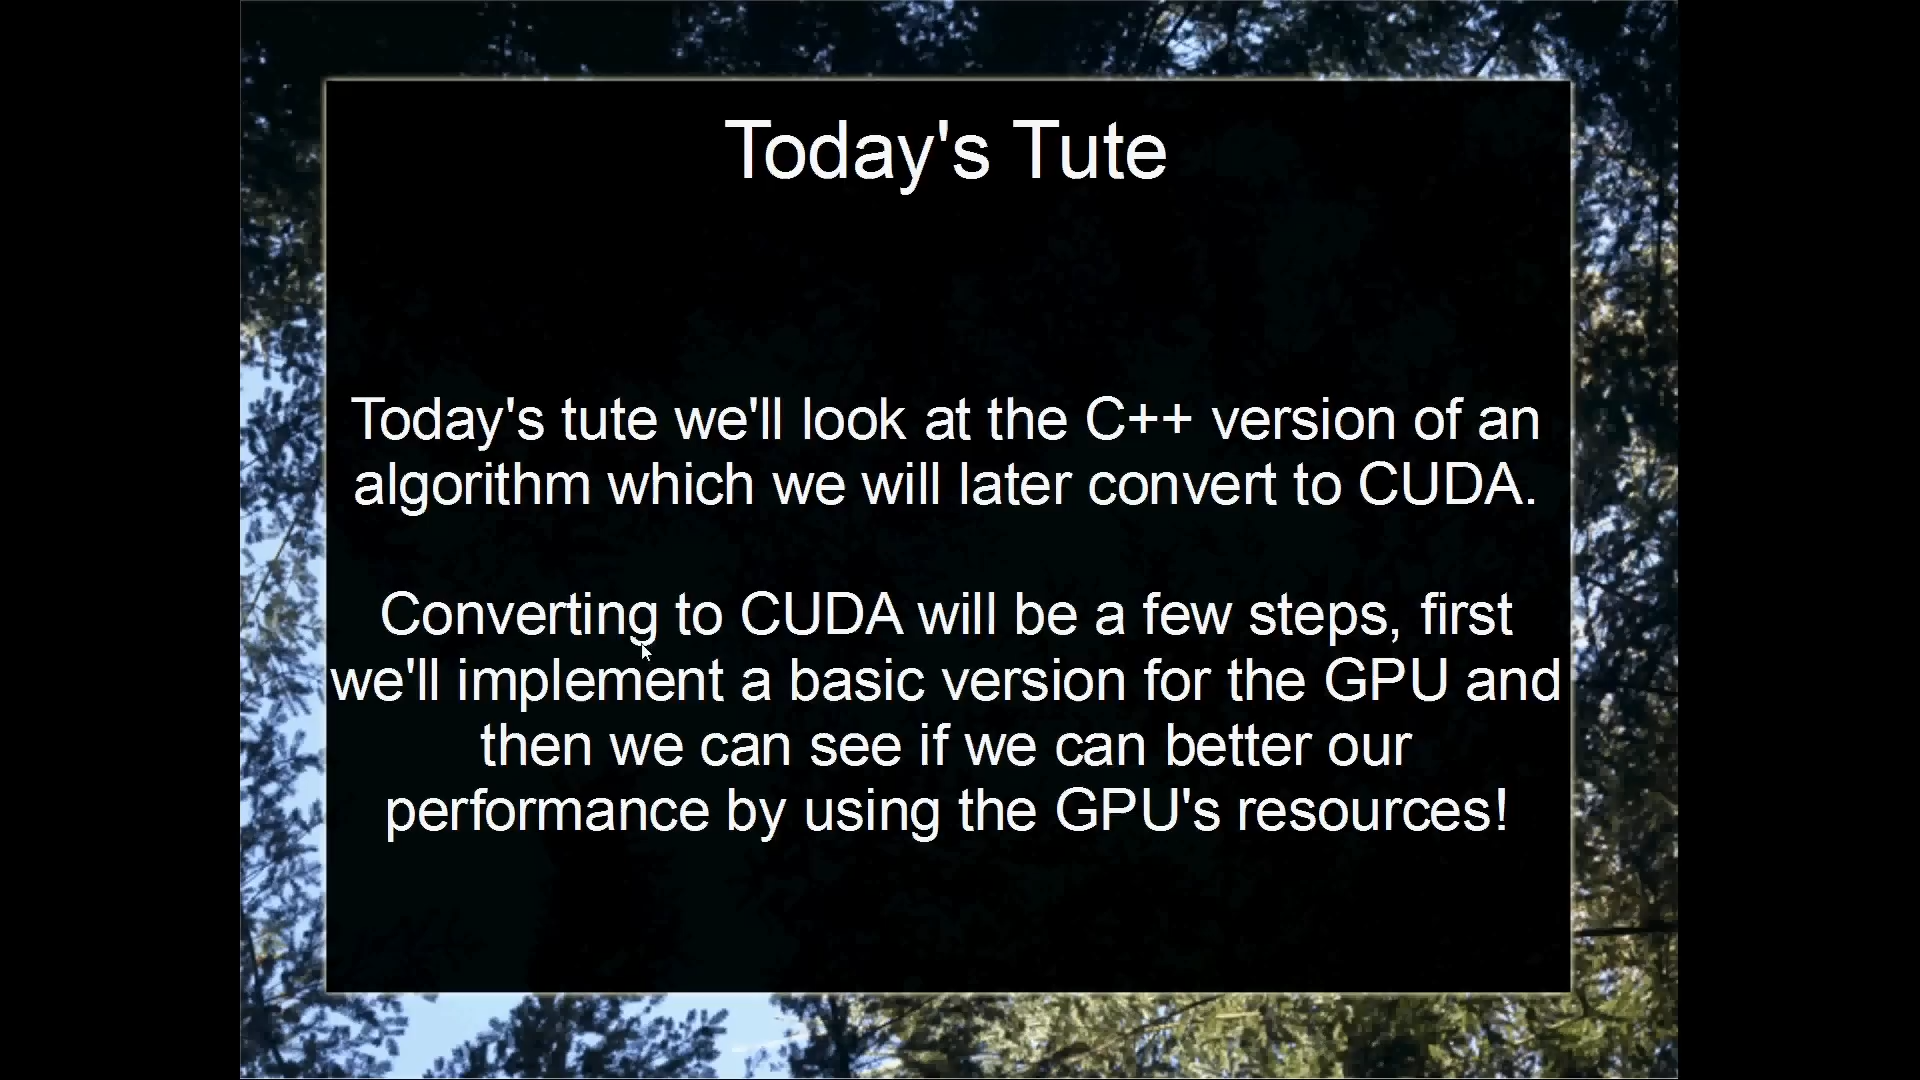 Today's Tute
Today's tute we'll look at the C++ version of an
algorithm which we will later convert to CUDA.
Converting to CUDA will be a few steps, first
we'll implement a basic version for the GPU and
then we can see if we can better our
performance by using the GPU's resources!